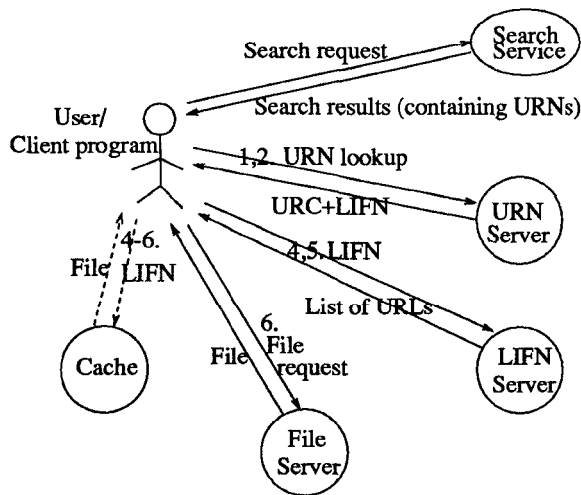 Search
Service
Search request
Search results (containing URNs)
User/
Client program
1,2. URN lookup
URC+LIFN
URN
Server
4-6.
File
LIFN
4,5. LIFN
List of URLs
6.
File
File
request
Cache
LIFN
Server
File
Server